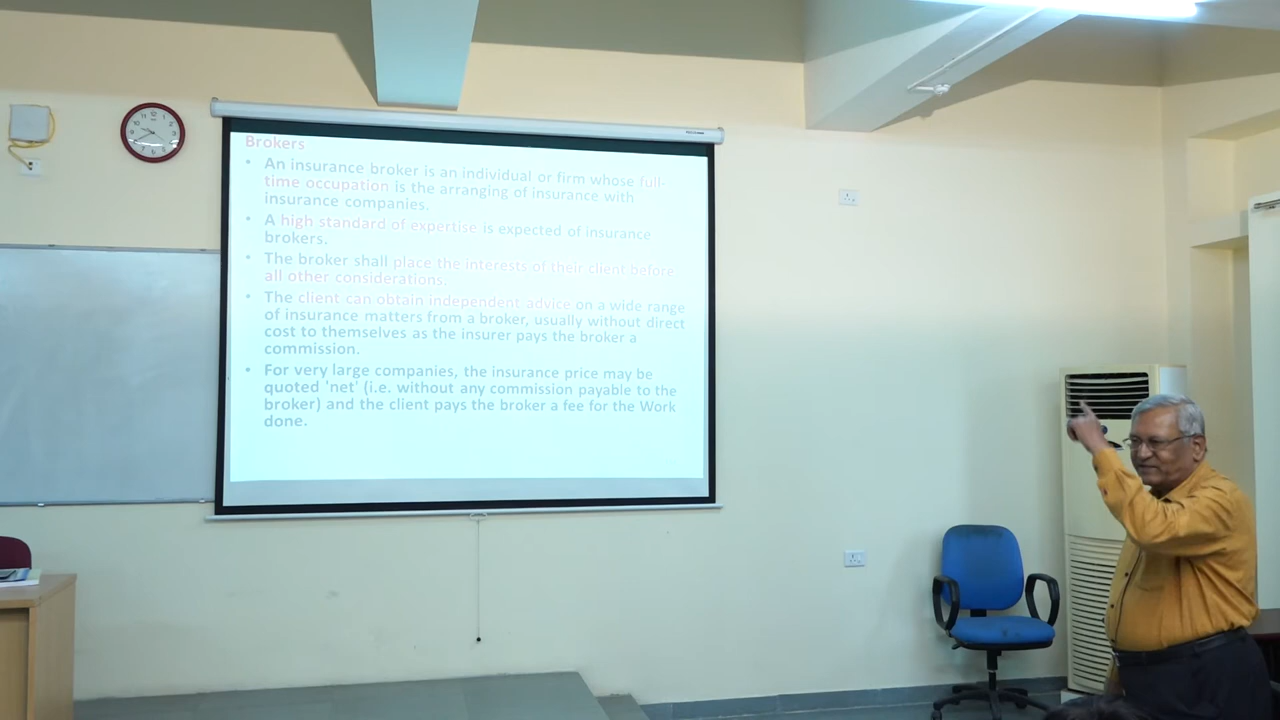 Brokers
• An insurance broker is an individual or firm whose full-
time occupation is the arranging of insurance with
insurance companies.
• A high standard of expertise is expected of insurance
brokers.
• The broker shall place the interests of their client before
all other considerations.
• The client can obtain independent advice on a wide range
of insurance matters from a broker, usually without direct
cost to themselves as the insurer pays the broker a
commission.
• For very large companies, the insurance price may be
quoted 'net' (i.e. without any commission payable to the
broker) and the client pays the broker a fee for the Work
done.